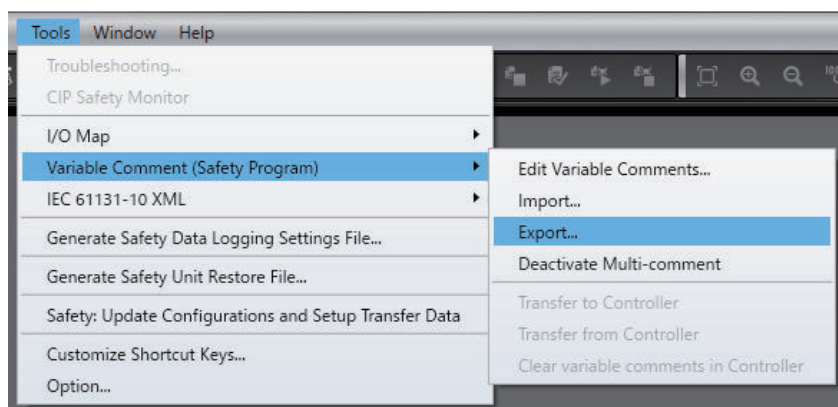 Tools Window Help
Troubleshooting...
CIP Safety Monitor
I/O Map
Variable Comment (Safety Program)
IEC 61131-10 XML
Generate Safety Data Logging Settings File...
Generate Safety Unit Restore File...
Safety: Update Configurations and Setup Transfer Data
Customize Shortcut Keys...
Option...
Edit Variable Comments...
Import...
Export...
Deactivate Multi-comment
Transfer to Controller
Transfer from Controller
Clear variable comments in Controller